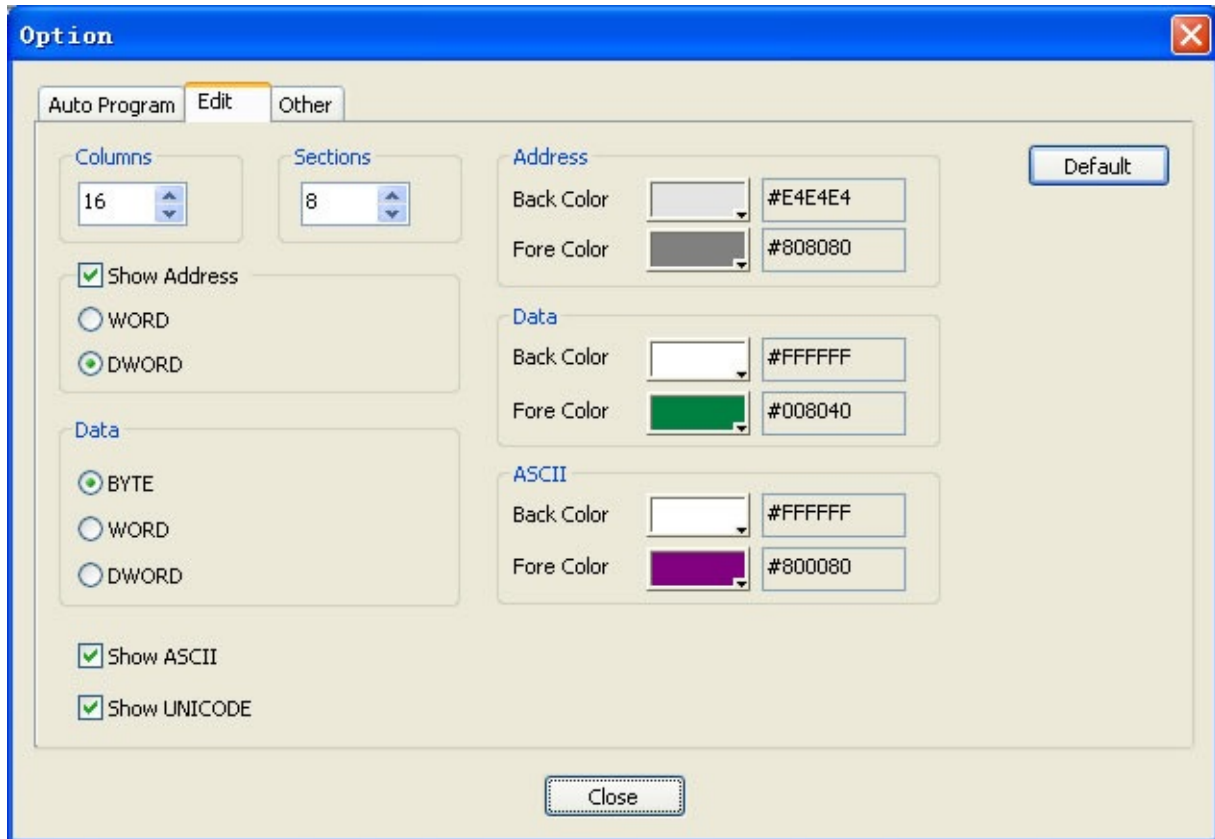 Option
Auto Program Edit Other
Columns Sections
16 8
Show Address
WORD
DWORD
Data
BYTE
WORD
DWORD
Show ASCII
Show UNICODE
Address
Back Color #E4E4E4
Fore Color #808080
Data
Back Color #FFFFFF
Fore Color #008040
ASCII
Back Color #FFFFFF
Fore Color #800080
Default
Close